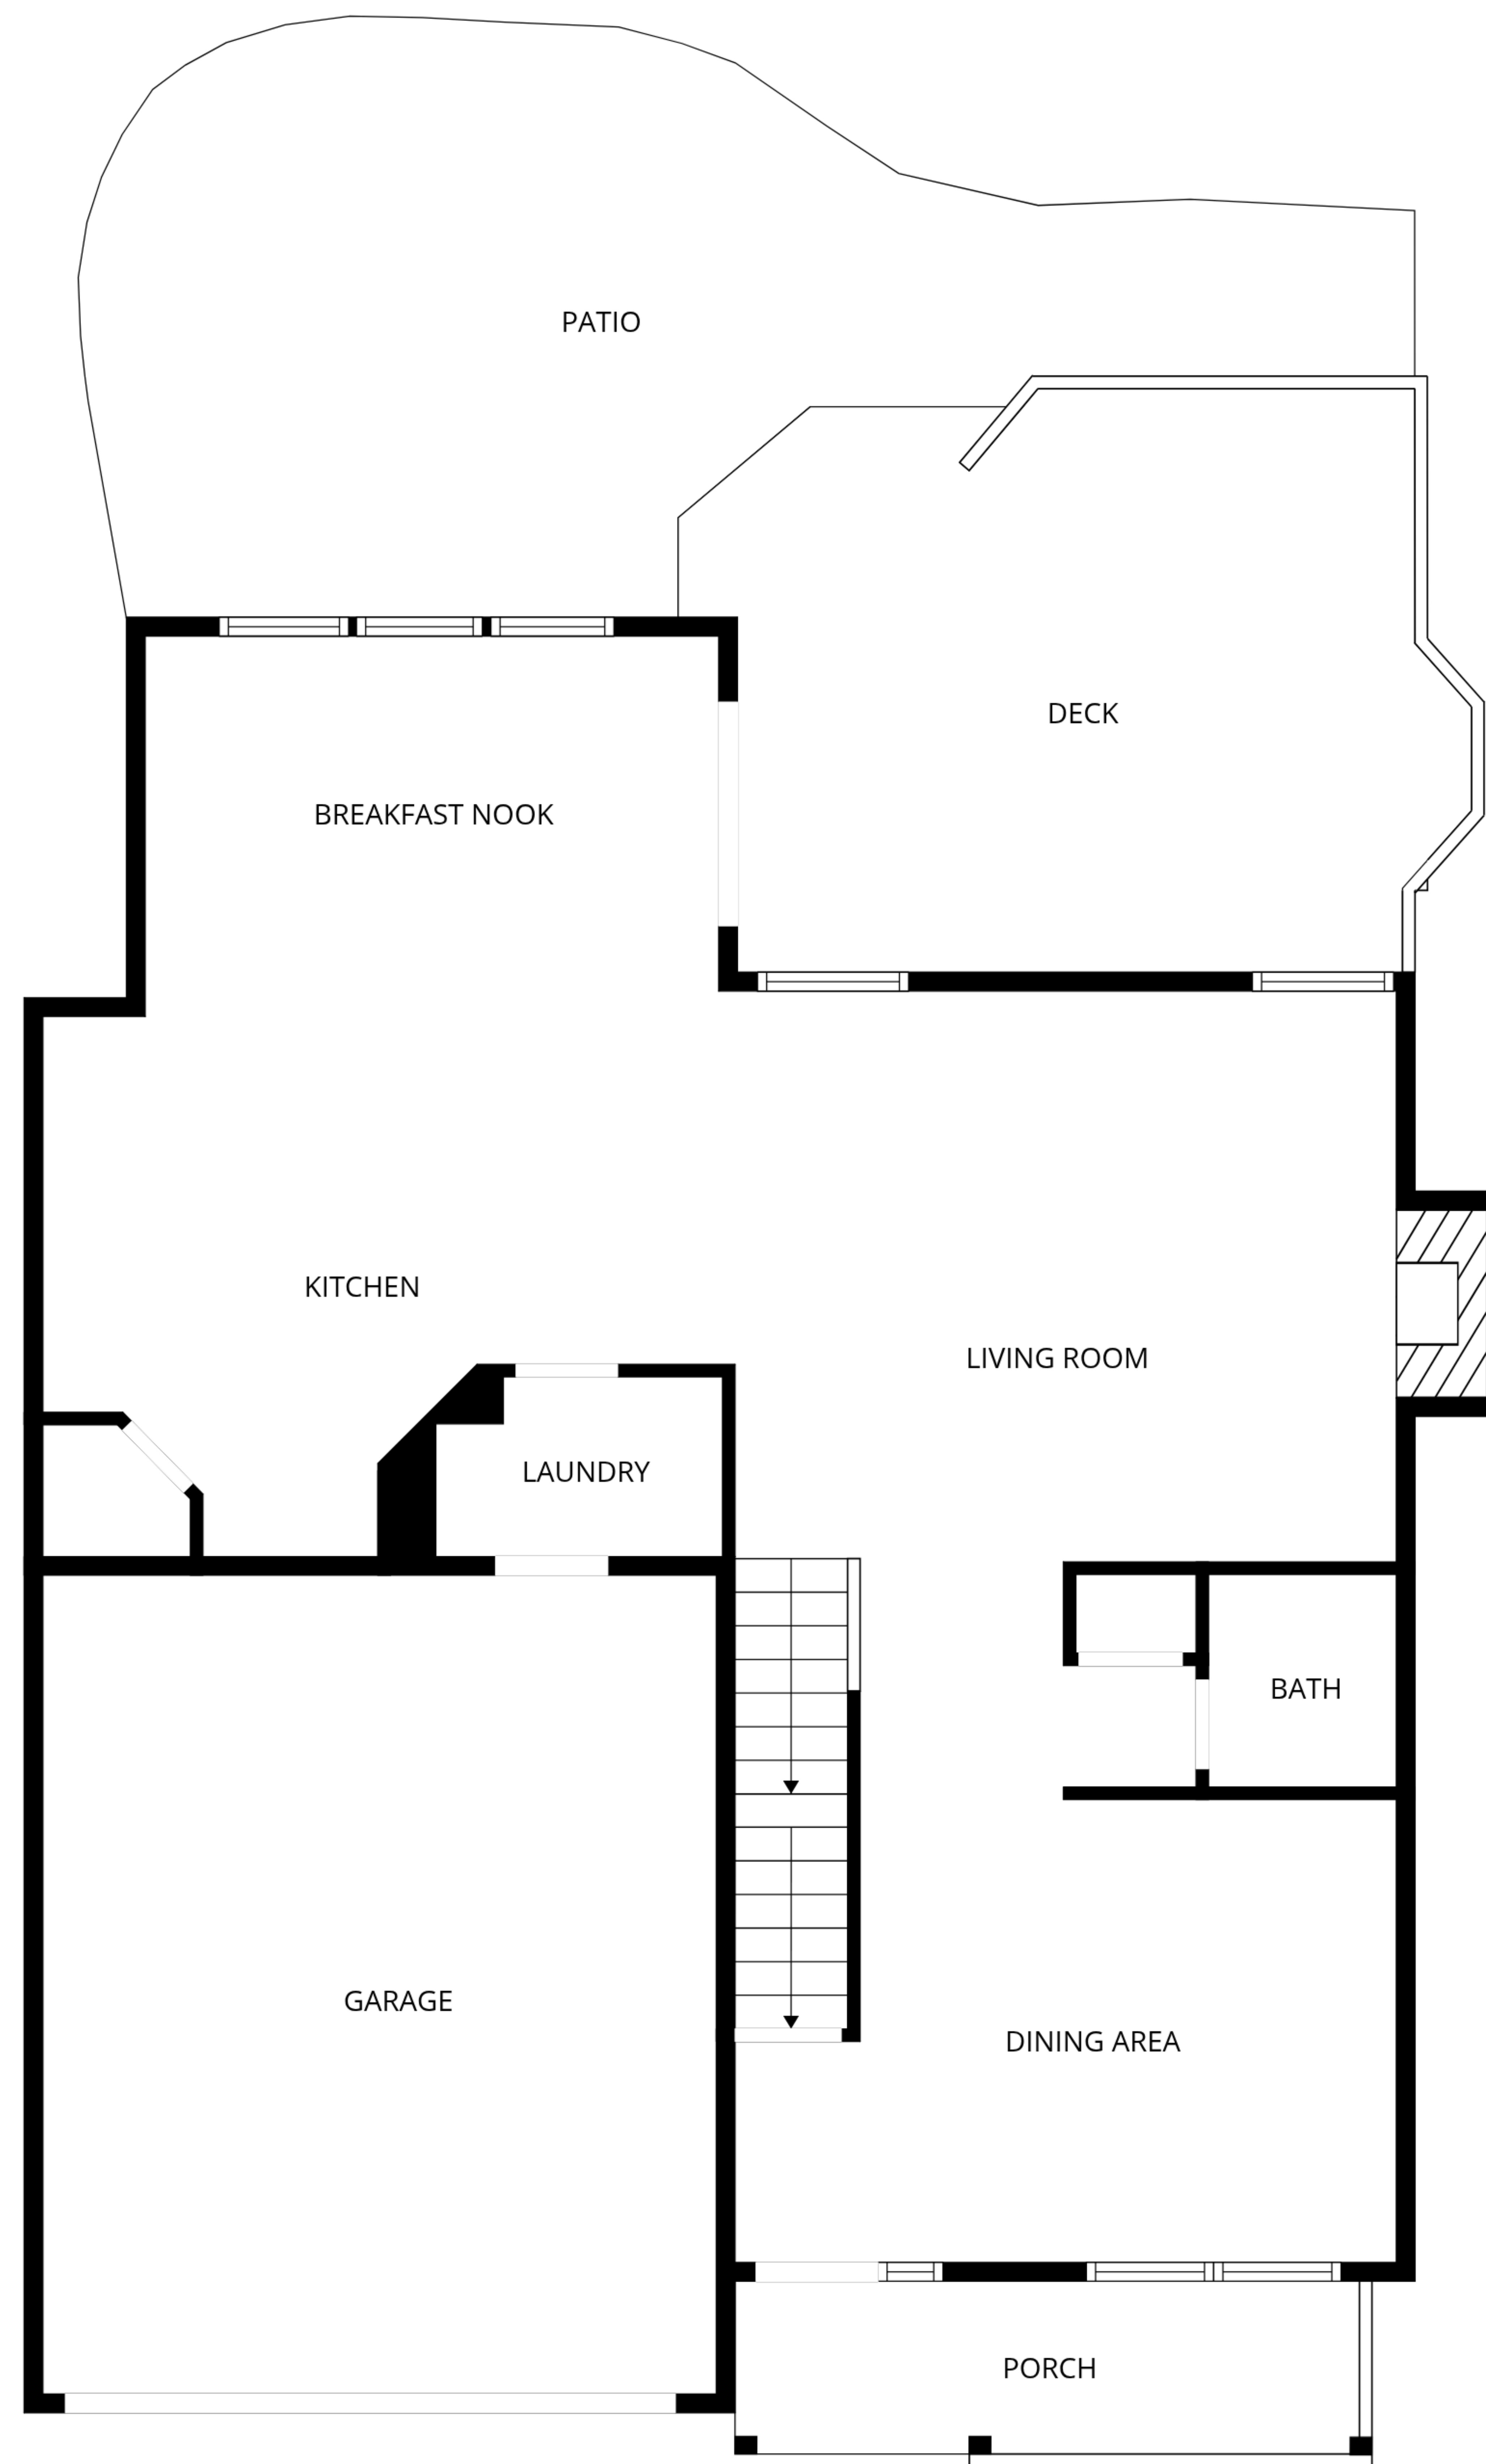 PATIO
DECK
BREAKFAST NOOK
KITCHEN
LIVING ROOM
LAUNDRY
BATH
GARAGE
DINING AREA
PORCH